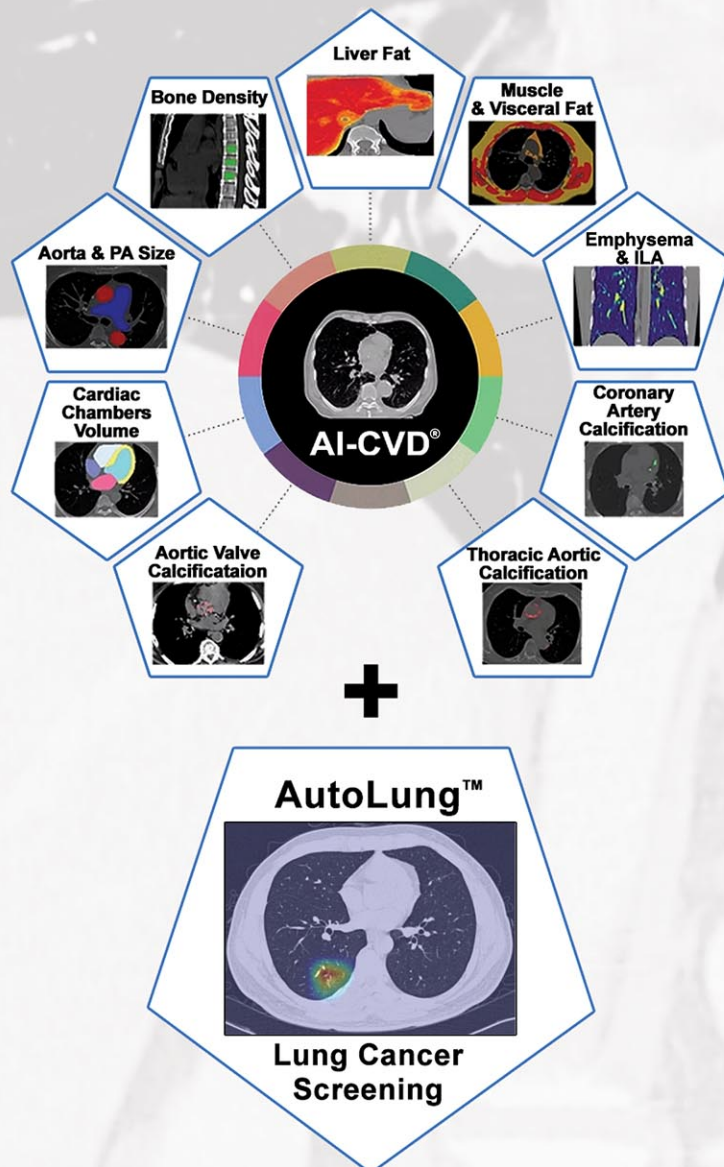 Liver Fat
Bone Density
Muscle
& Visceral Fat
Aorta & PA Size
Emphysema
& ILA
Cardiac
Chambers
Volume
Coronary
Artery
Calcification
AI-CVD®
Aortic Valve
Calcificataion
Thoracic Aortic
Calcification
+
AutoLung™
Lung Cancer
Screening